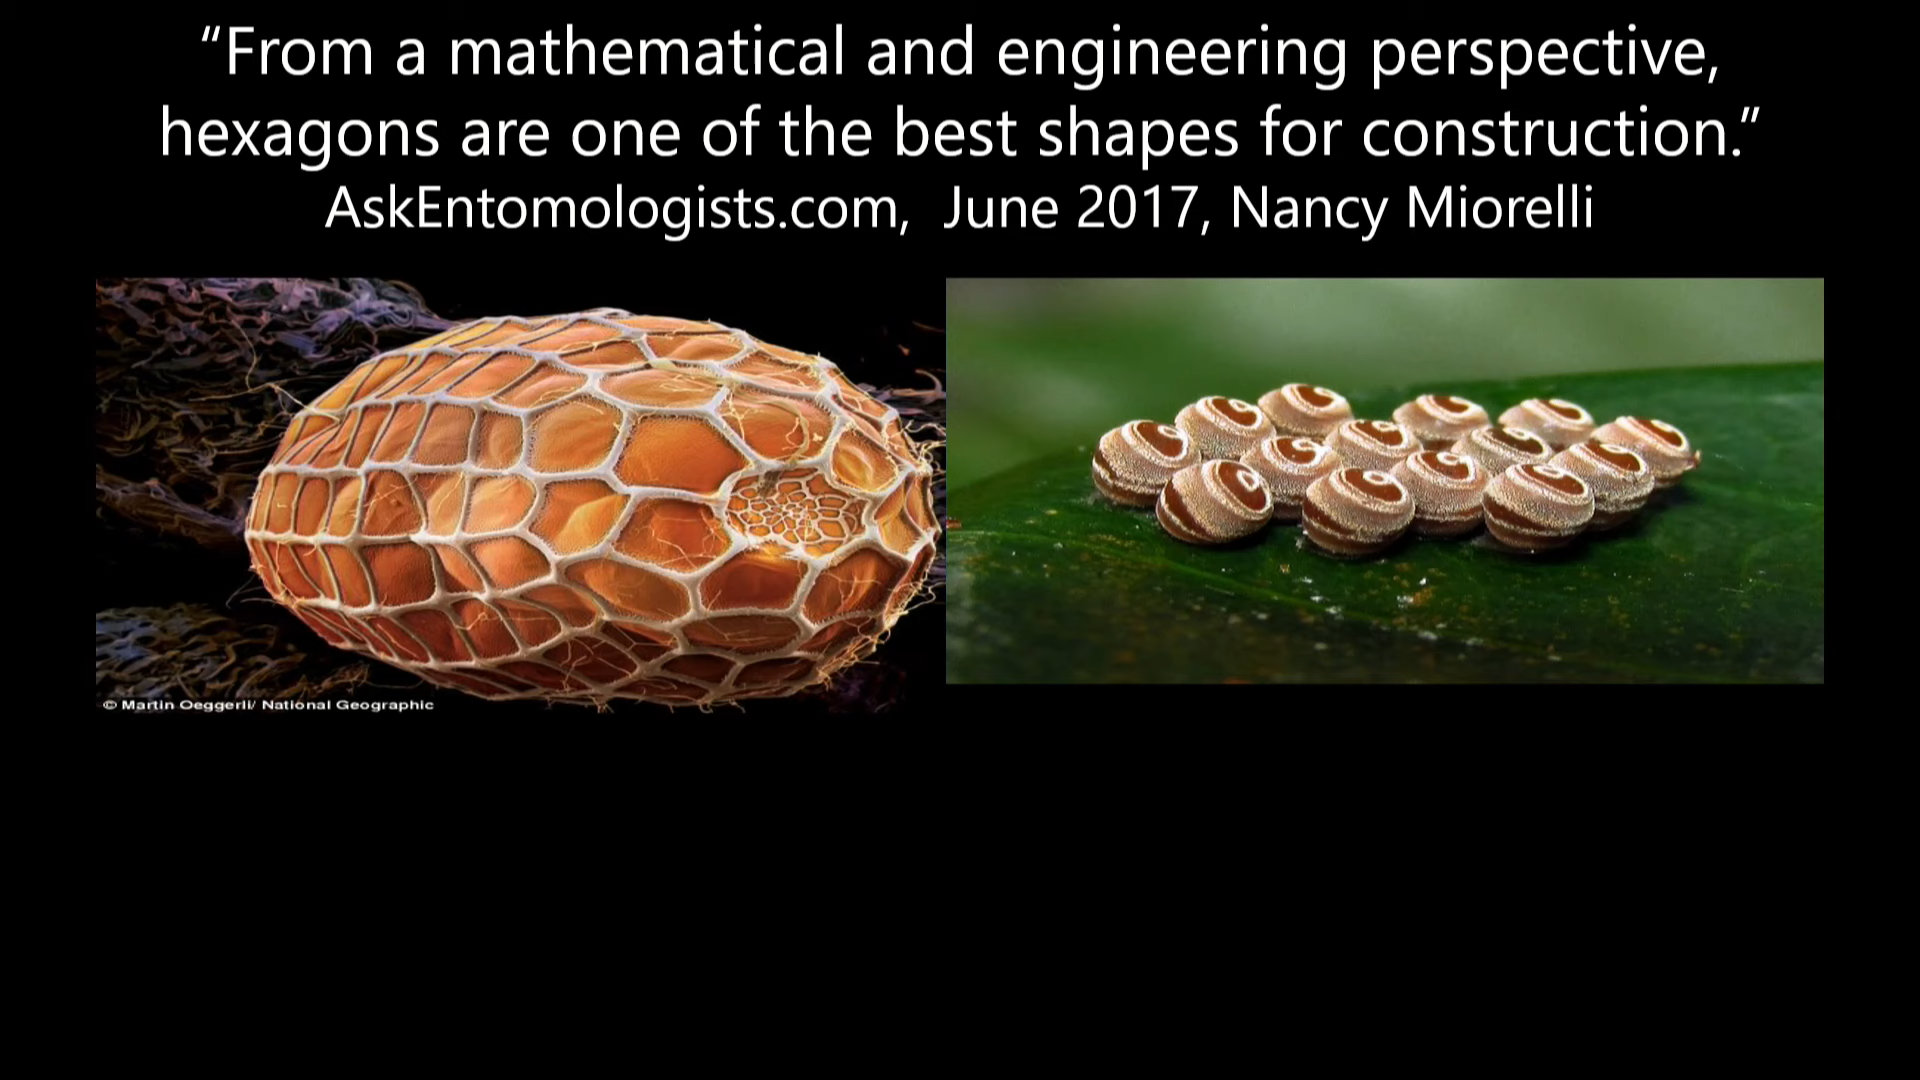 “From a mathematical and engineering perspective,
hexagons are one of the best shapes for construction.”
AskEntomologists.com,  June 2017, Nancy Miorelli
© Martin Oeggerli/ National Geographic